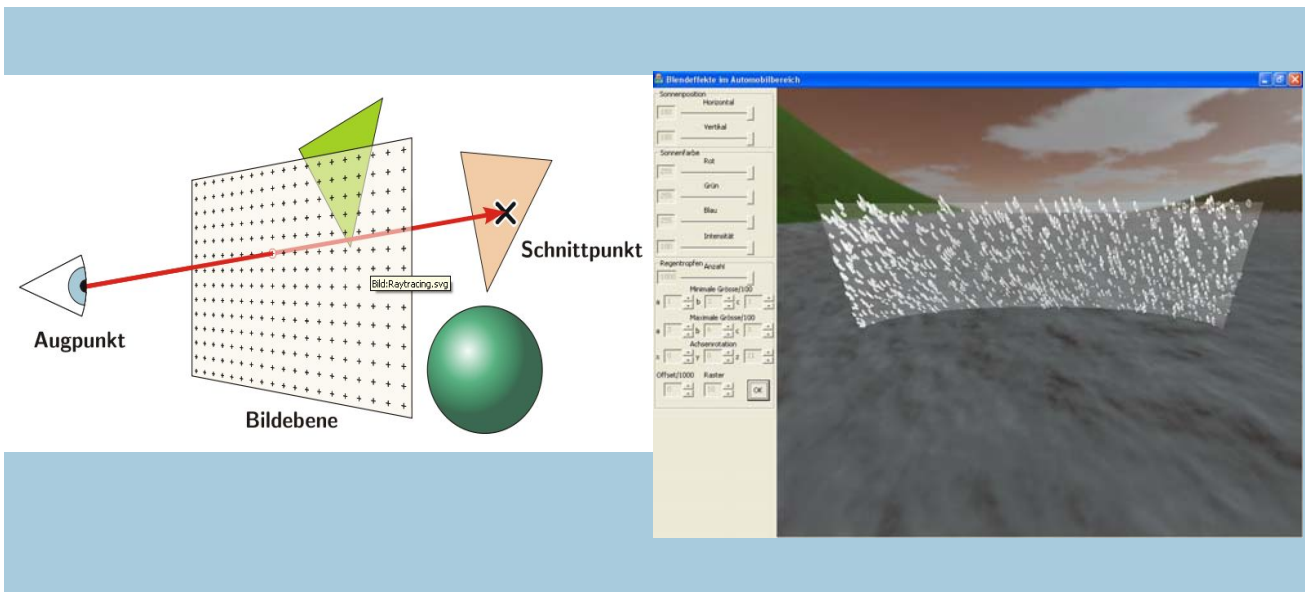 Augpunkt
Bildebene
Schnittpunkt
Bild:Raytracing.svg
Blendeffekte im Automobilbereich
Sonnenposition
Horizontal
Vertikal
Sonnenfarbe
Rot
Grün
Blau
Intensität
Regentropfen
Anzahl
Minimale Grösse/100
a b c
Maximale Grösse/100
a b c
Achsenrotation
x y z
Offset/1000 Raster
OK